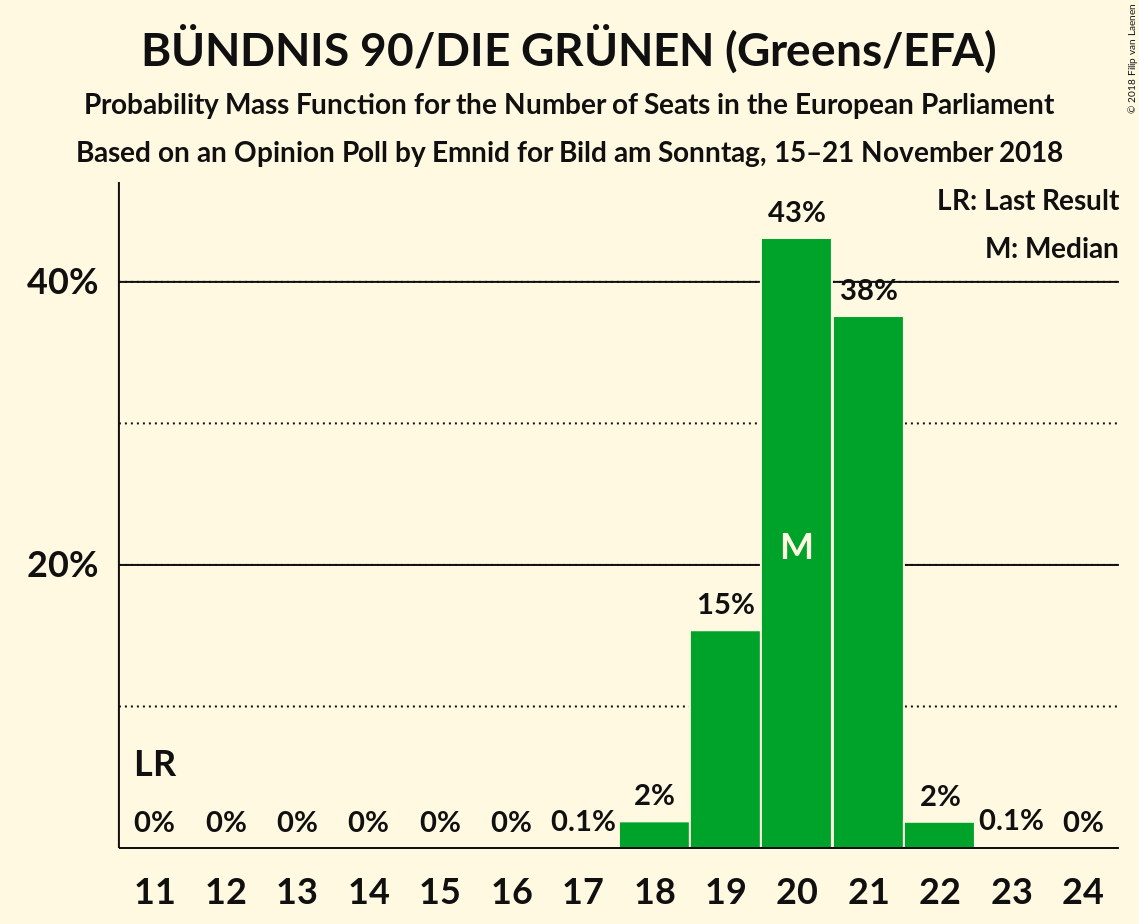 BÜNDNIS 90/DIE GRÜNEN (Greens/EFA)
Probability Mass Function for the Number of Seats in the European Parliament
Based on an Opinion Poll by Emnid for Bild am Sonntag, 15–21 November 2018
© 2018 Filip van Laenen
LR: Last Result
M: Median
43%
40%
38%
M
20%
15%
LR
0% 0% 0% 0% 0% 0% 0.1% 2% 2% 0.1% 0%
11 12 13 14 15 16 17 18 19 20 21 22 23 24